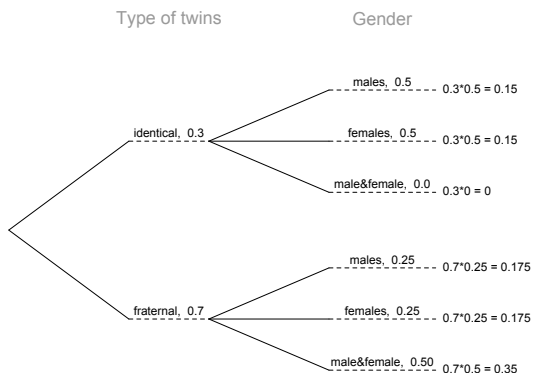 Type of twins
Gender
males, 0.5
0.3*0.5 = 0.15
identical, 0.3
females, 0.5
0.3*0.5 = 0.15
male&female, 0.0
0.3*0 = 0
males, 0.25
0.7*0.25 = 0.175
fraternal, 0.7
females, 0.25
0.7*0.25 = 0.175
male&female, 0.50
0.7*0.5 = 0.35